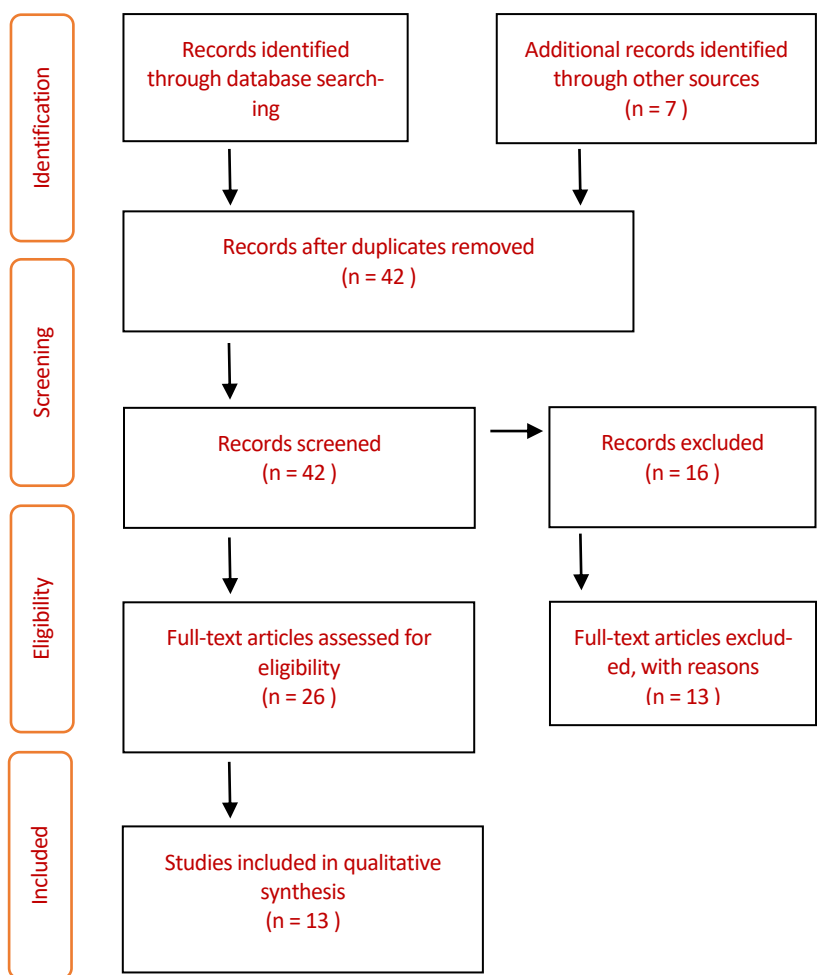 Identification
Records identified
through database search-
ing
Additional records identified
through other sources
(n = 7 )
Records after duplicates removed
(n = 42 )
Screening
Records screened
(n = 42 )
Records excluded
(n = 16 )
Eligibility
Full-text articles assessed for
eligibility
(n = 26 )
Full-text articles exclud-
ed, with reasons
(n = 13 )
Included
Studies included in qualitative
synthesis
(n = 13 )